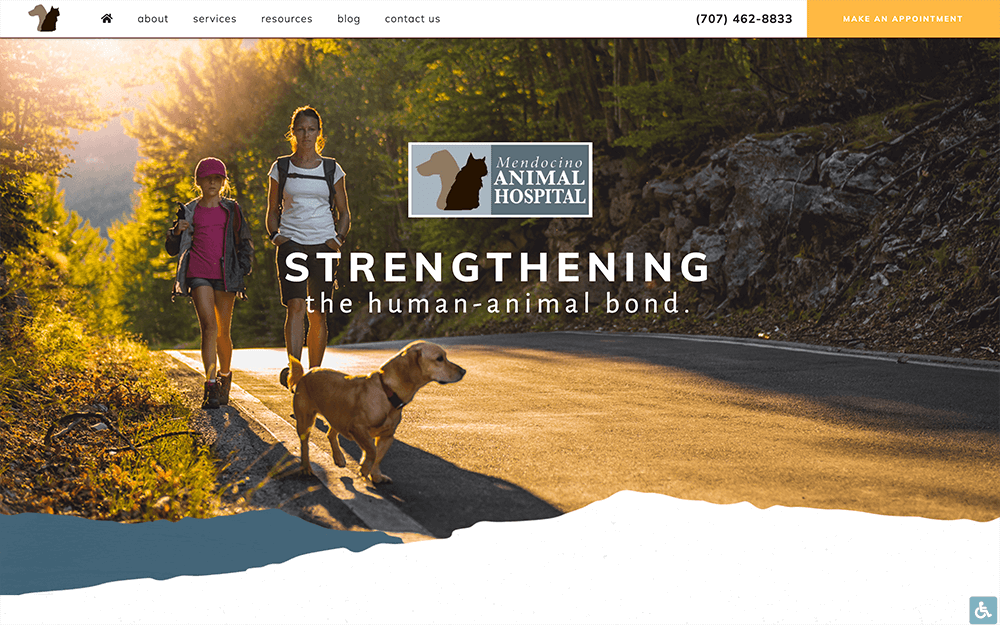 about services resources blog contact us (707) 462-8833 MAKE AN APPOINTMENT
Mendocino
ANIMAL
HOSPITAL
STRENGTHENING
the human-animal bond.